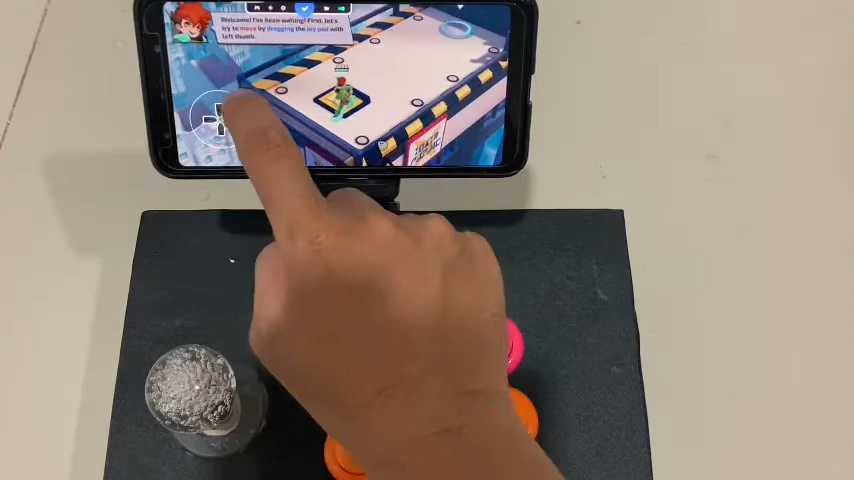 Welcome! I've been waiting! First, let's
try to move by dragging the joy pad with
left thumb.